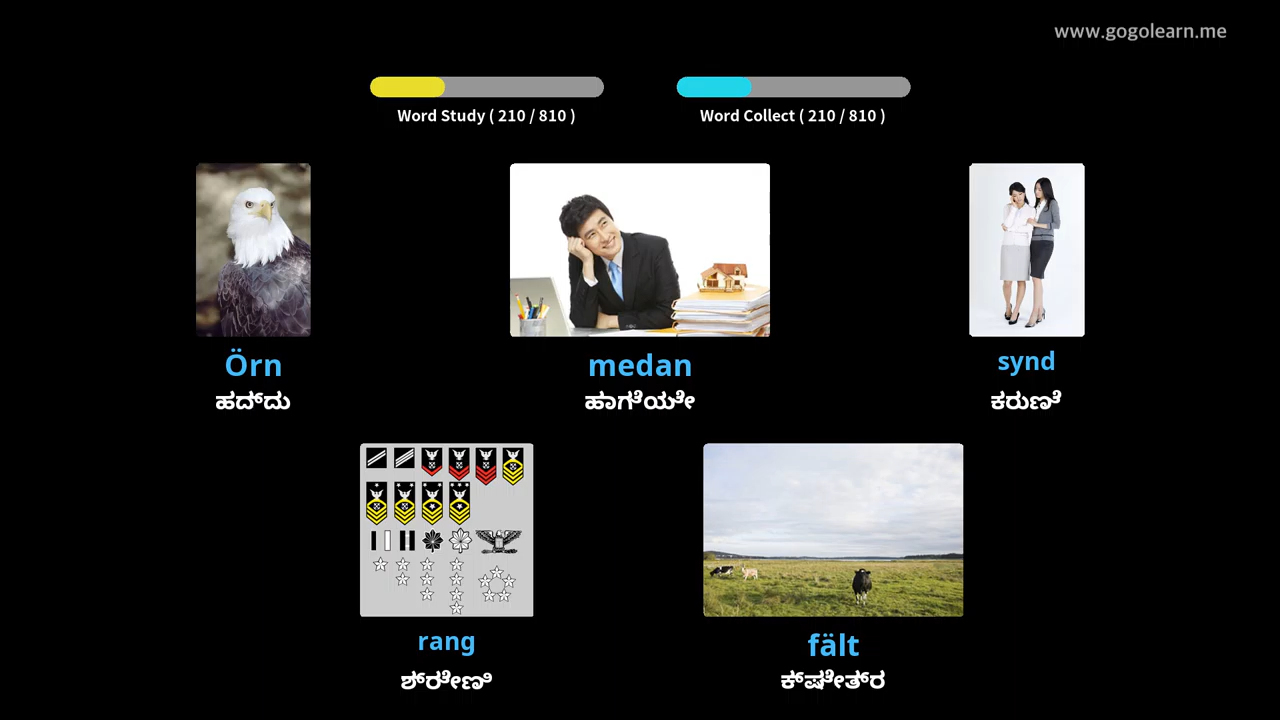 www.gogolearn.me
Word Study ( 210 / 810 )
Word Collect ( 210 / 810 )
Örn
ಹದ್ದು
medan
ಹಾಗೆಯೇ
synd
ಕರುಣೆ
rang
ಶ್ರೇಣಿ
fält
ಕ್ಷೇತ್ರ